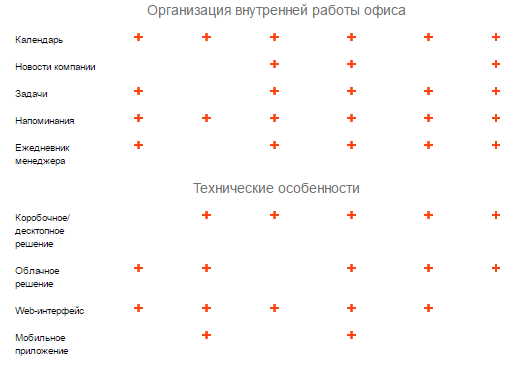 Организация внутренней работы офиса
Календарь + + + + + +
Новости компании + + +
Задачи + + + + +
Напоминания + + + + + +
Ежедневник + + + + +
менеджера
Технические особенности
Коробочное/ + + + + +
десктопное
решение
Облачное + + + + +
решение
Web-интерфейс + + + + +
Мобильное + +
приложение